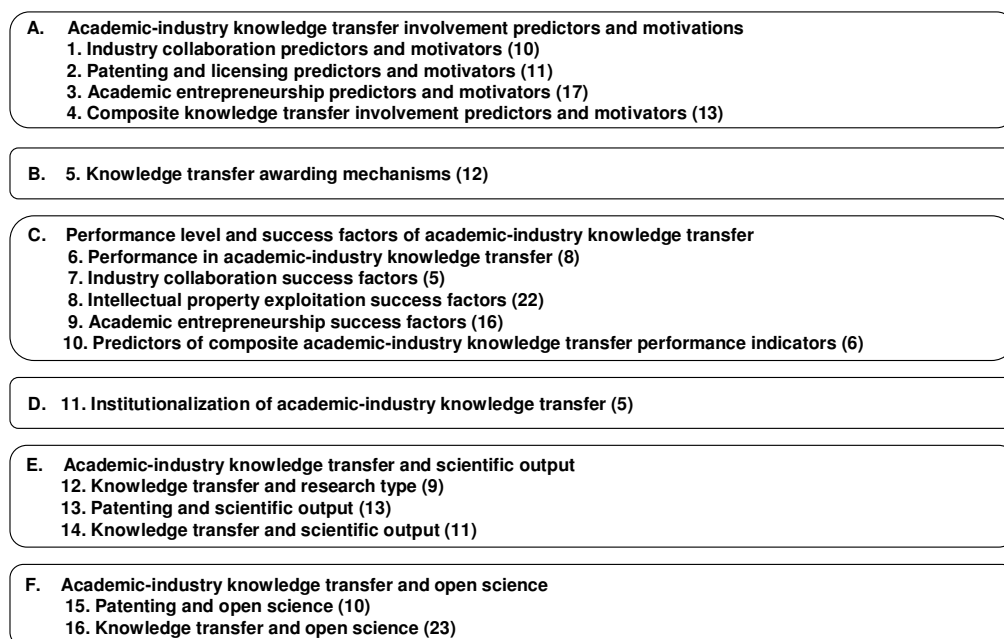 A. Academic-industry knowledge transfer involvement predictors and motivations
1. Industry collaboration predictors and motivators (10)
2. Patenting and licensing predictors and motivators (11)
3. Academic entrepreneurship predictors and motivators (17)
4. Composite knowledge transfer involvement predictors and motivators (13)
B. 5. Knowledge transfer awarding mechanisms (12)
C. Performance level and success factors of academic-industry knowledge transfer
6. Performance in academic-industry knowledge transfer (8)
7. Industry collaboration success factors (5)
8. Intellectual property exploitation success factors (22)
9. Academic entrepreneurship success factors (16)
10. Predictors of composite academic-industry knowledge transfer performance indicators (6)
D. 11. Institutionalization of academic-industry knowledge transfer (5)
E. Academic-industry knowledge transfer and scientific output
12. Knowledge transfer and research type (9)
13. Patenting and scientific output (13)
14. Knowledge transfer and scientific output (11)
F. Academic-industry knowledge transfer and open science
15. Patenting and open science (10)
16. Knowledge transfer and open science (23)